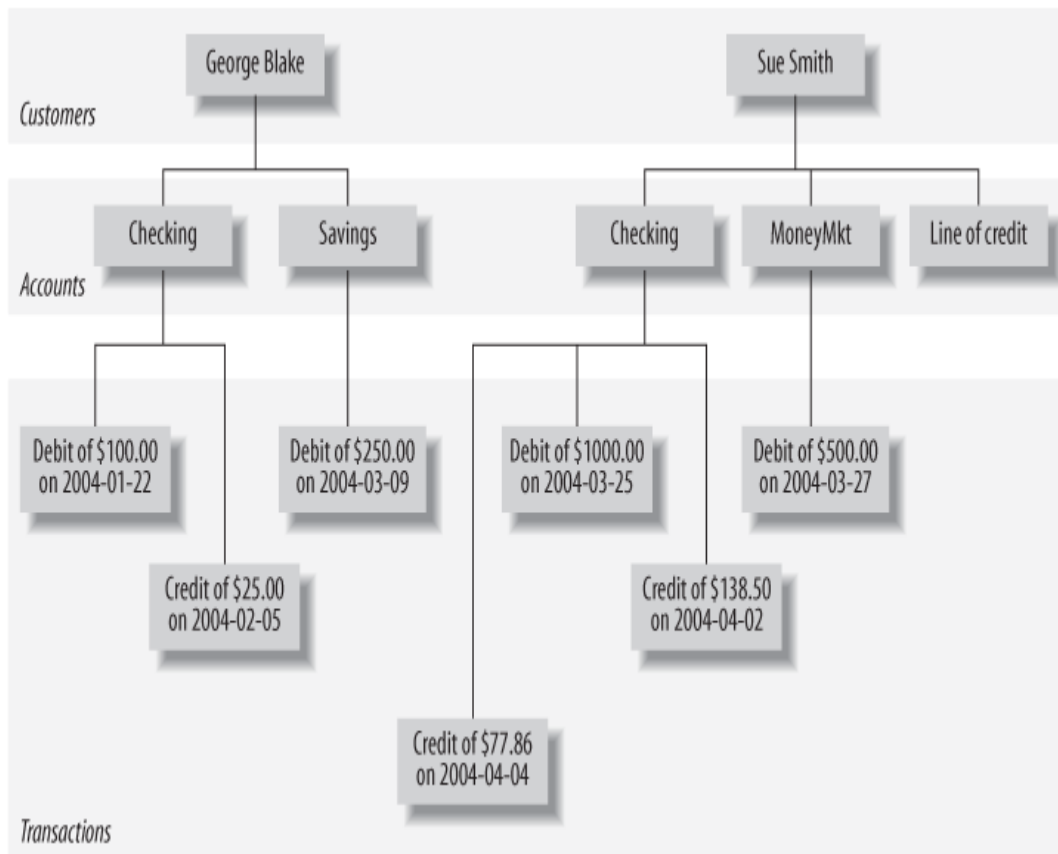 George Blake
Sue Smith
Customers
Checking
Savings
Checking
MoneyMkt
Line of credit
Accounts
Debit of $100.00
on 2004-01-22
Debit of $250.00
on 2004-03-09
Debit of $1000.00
on 2004-03-25
Debit of $500.00
on 2004-03-27
Credit of $25.00
on 2004-02-05
Credit of $138.50
on 2004-04-02
Credit of $77.86
on 2004-04-04
Transactions